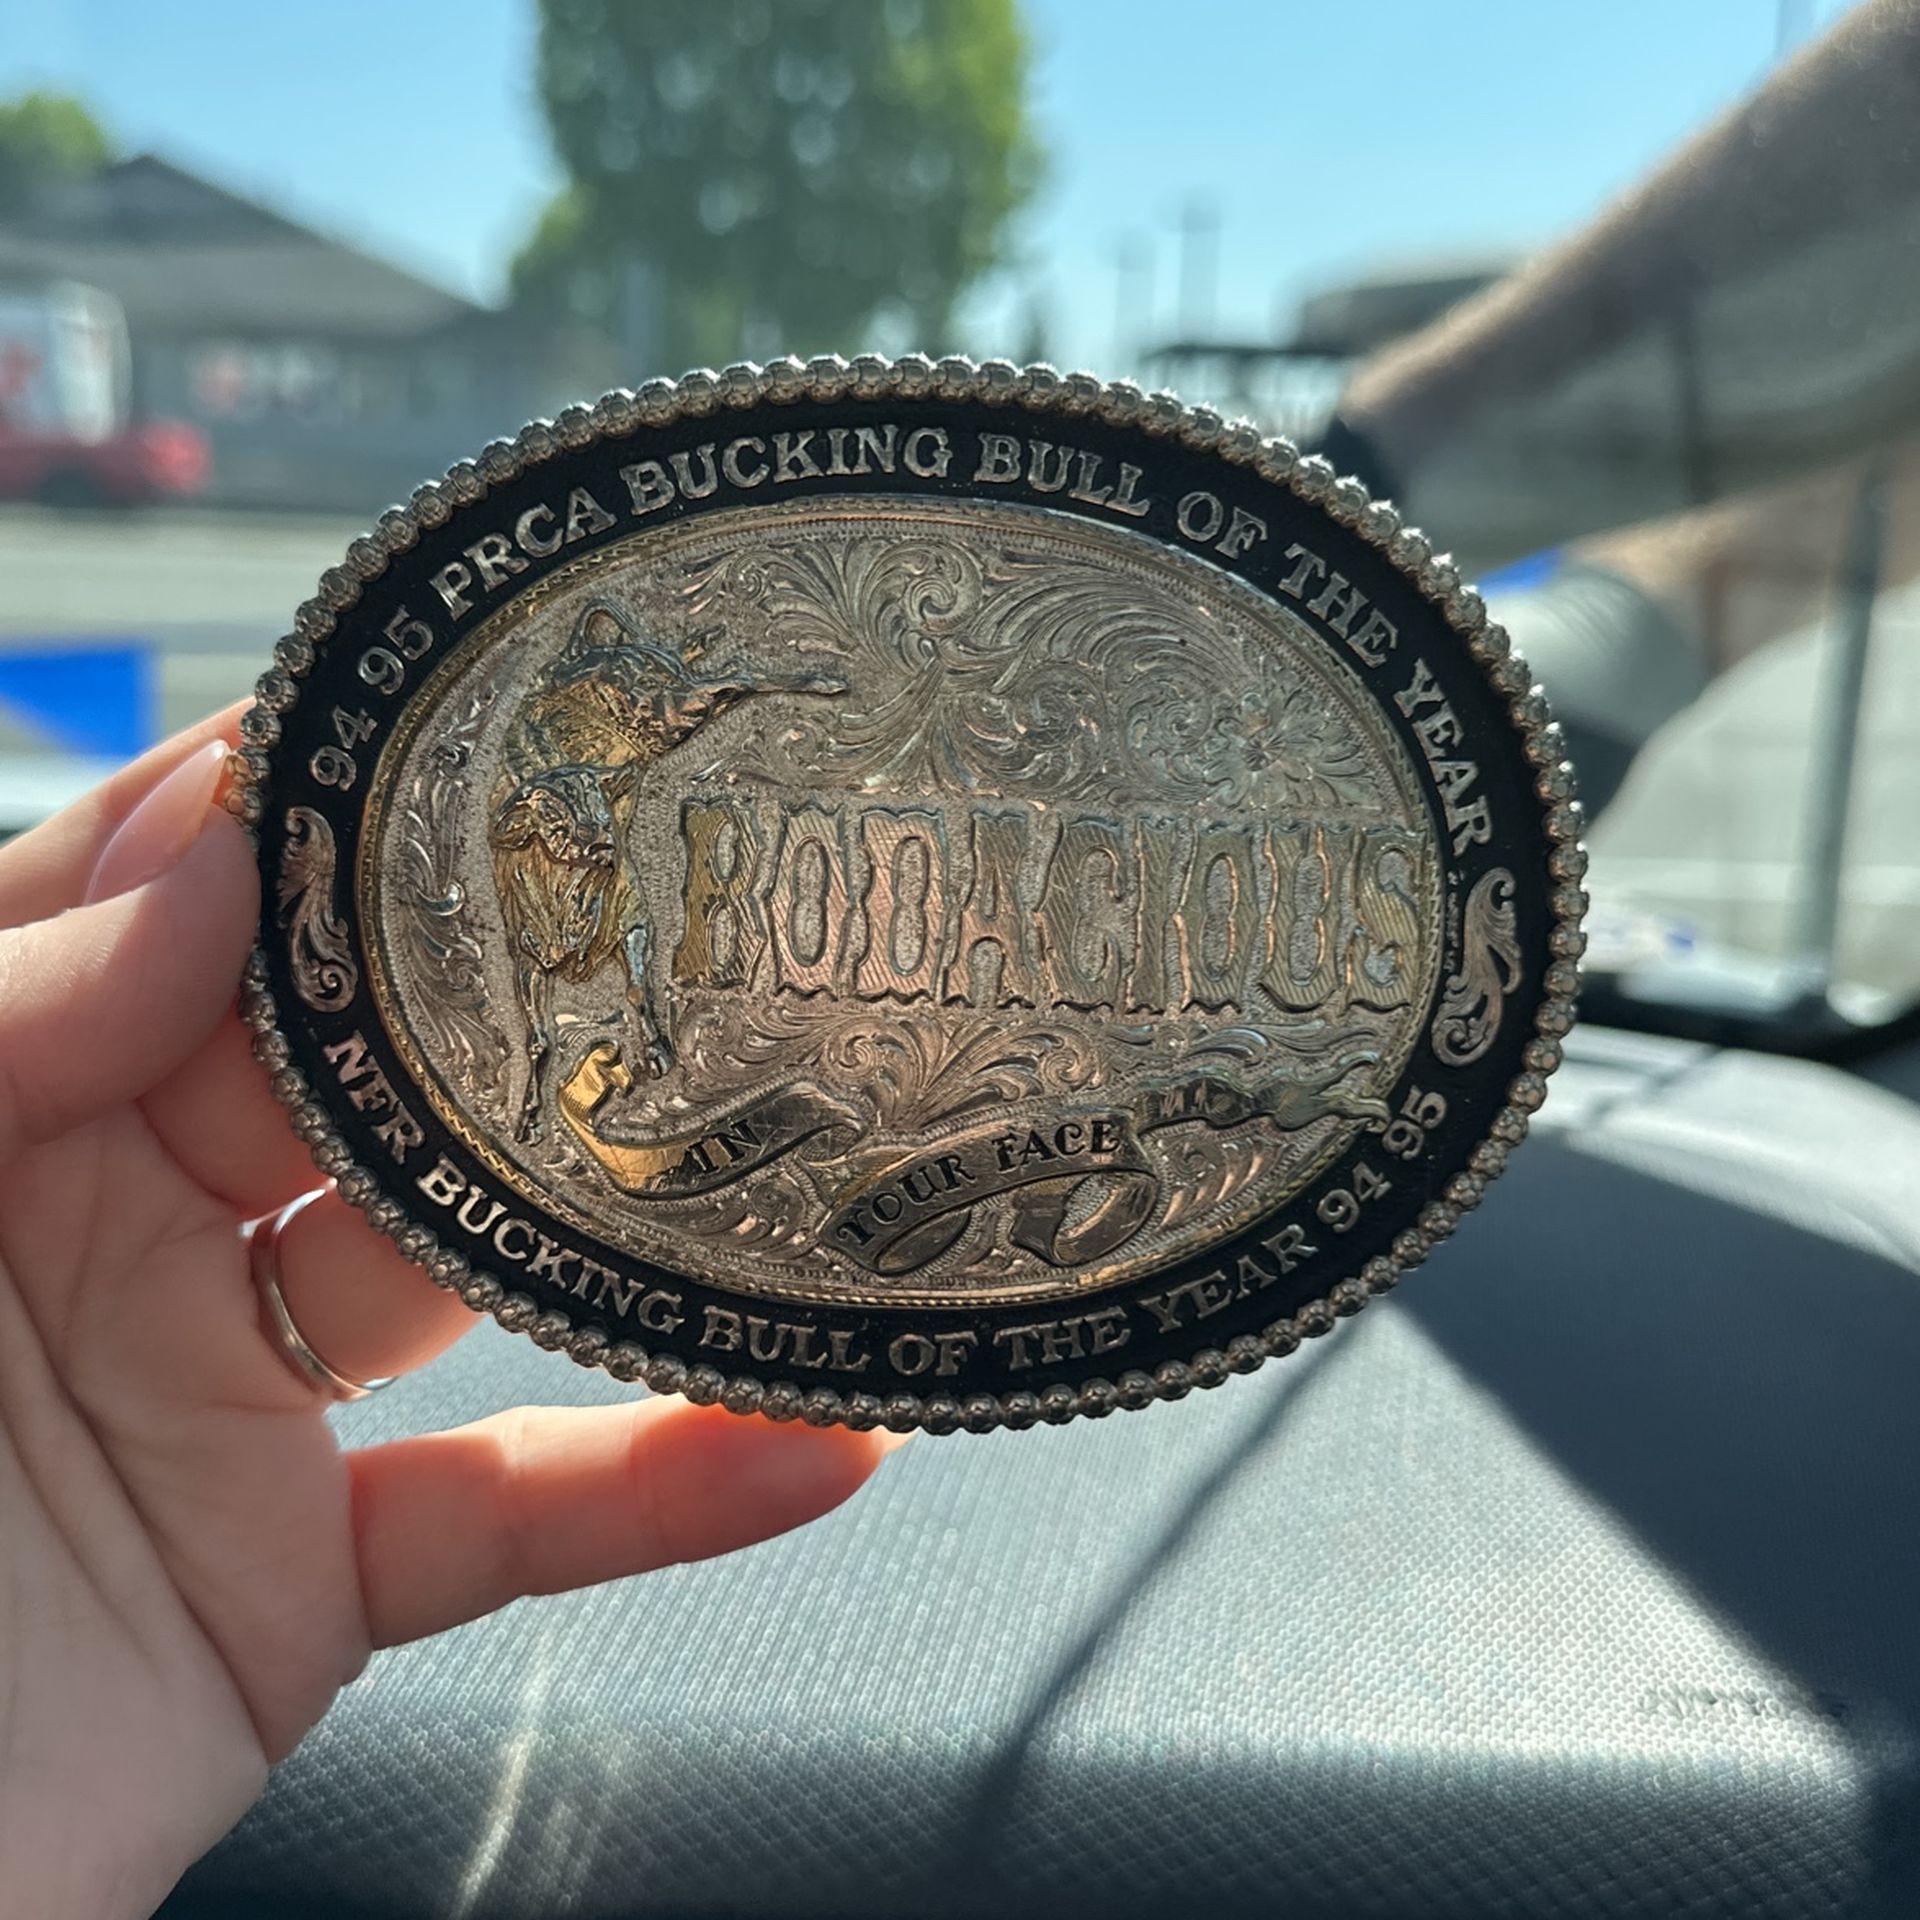 94 95 PRCA BUCKING BULL OF THE YEAR
BODACIOUS
IN
YOUR FACE
NFR BUCKING BULL OF THE YEAR 94 95